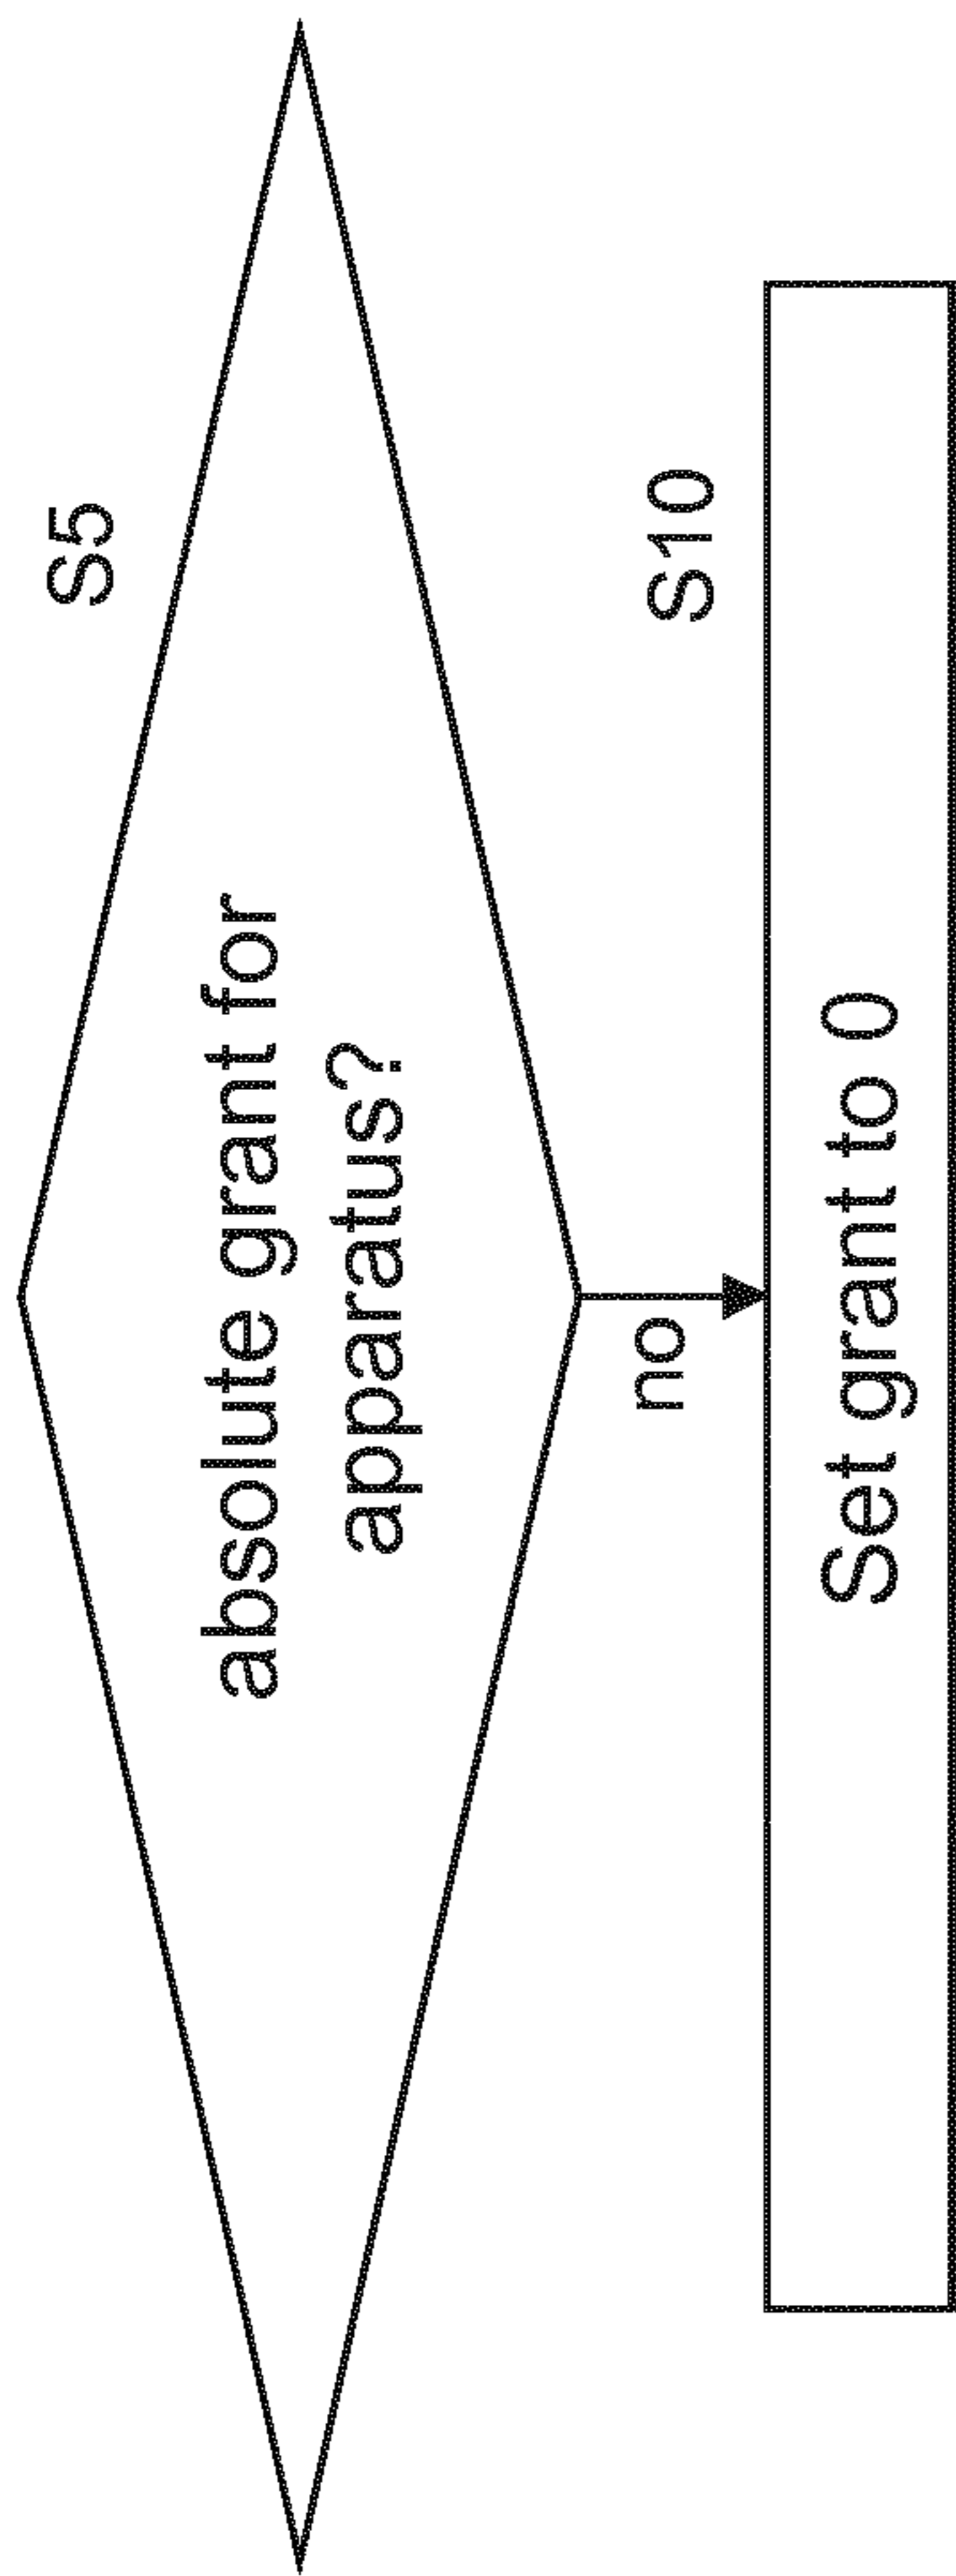 S5
absolute grant for
apparatus?
no
S10
Set grant to 0